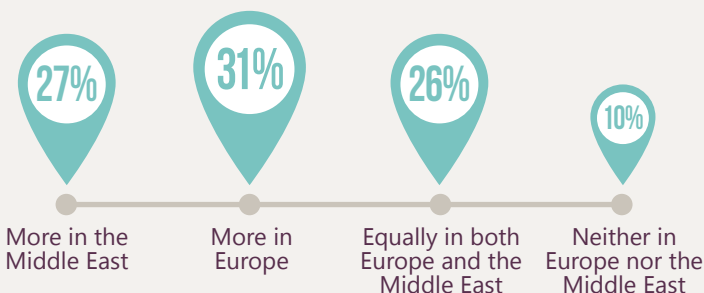 27%
31%
26%
10%
More in the
Middle East
More in
Europe
Equally in both
Europe and the
Middle East
Neither in
Europe nor the
Middle East